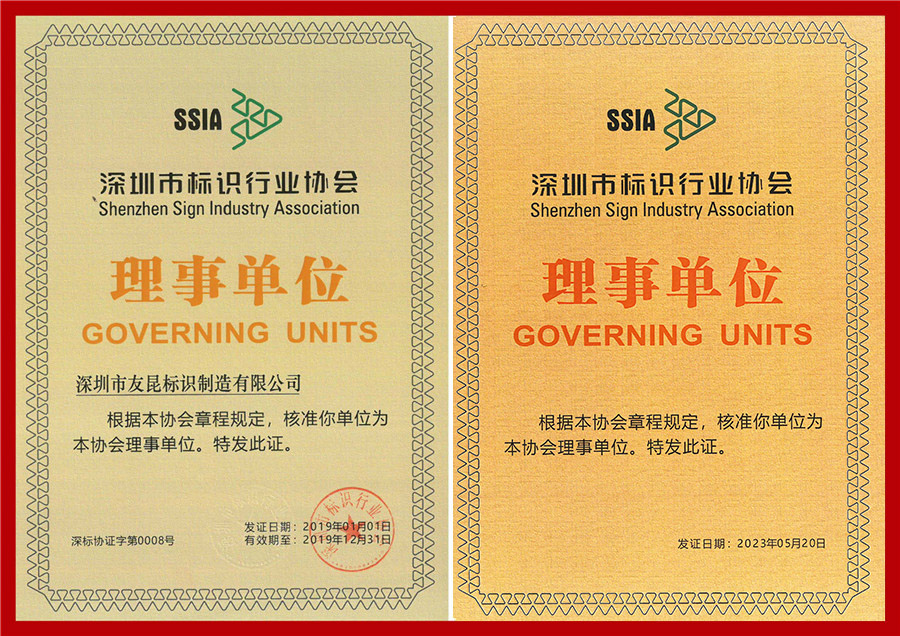 SSIA
深圳市标识行业协会
Shenzhen Sign Industry Association
理事单位
GOVERNING UNITS
深圳市友昆标识制造有限公司
根据本协会章程规定，核准你单位为
本协会理事单位。特发此证。
深标协证字第0008号
发证日期：2019年01月01日
有效期至：2019年12月31日
SSIA
深圳市标识行业协会
Shenzhen Sign Industry Association
理事单位
GOVERNING UNITS
根据本协会章程规定，核准你单位为
本协会理事单位。特发此证。
发证日期：2023年05月20日